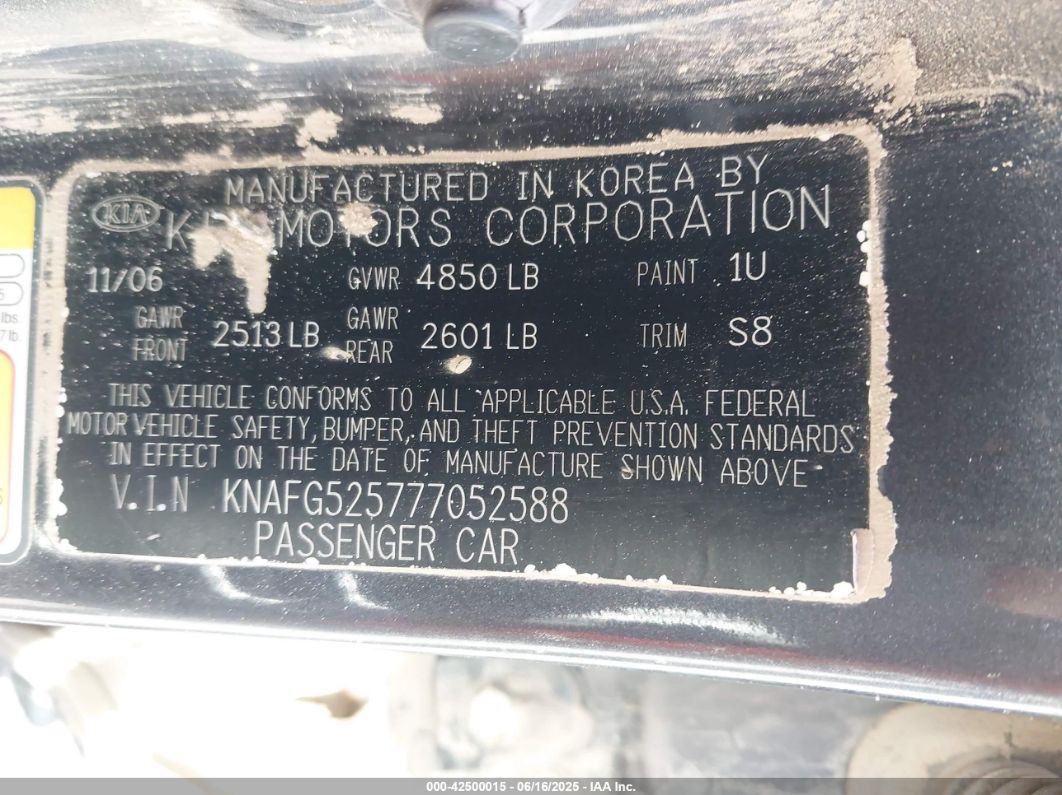 MANUFACTURED IN KOREA BY
KIA
MOTORS CORPORATION
11/06 GVWR 4850 LB PAINT 1U
GAWR FRONT 2513 LB GAWR REAR 2601 LB TRIM S8
THIS VEHICLE CONFORMS TO ALL APPLICABLE U.S.A. FEDERAL
MOTOR VEHICLE SAFETY, BUMPER, AND THEFT PREVENTION STANDARDS
IN EFFECT ON THE DATE OF MANUFACTURE SHOWN ABOVE
V.I.N KNAFG525777052588
PASSENGER CAR
lbs.
7 lb.
000-42500015 - 06/16/2025 - IAA Inc.